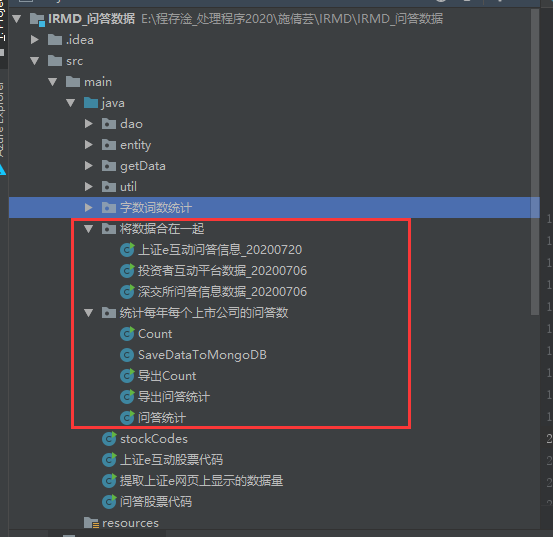 IRMD_问答数据 E:\程存淦_处理程序2020\施倩芸\IRMD\IRMD_问答数据
.idea
src
main
java
dao
entity
getData
util
字数词数统计
将数据合在一起
上证e互动问答信息_20200720
投资者互动平台数据_20200706
深交所问答信息数据_20200706
统计每年每个上市公司的问答数
Count
SaveDataToMongoDB
导出Count
导出问答统计
问答统计
stockCodes
上证e互动股票代码
提取上证e网页上显示的数据量
问答股票代码
resources
Azure Explorer